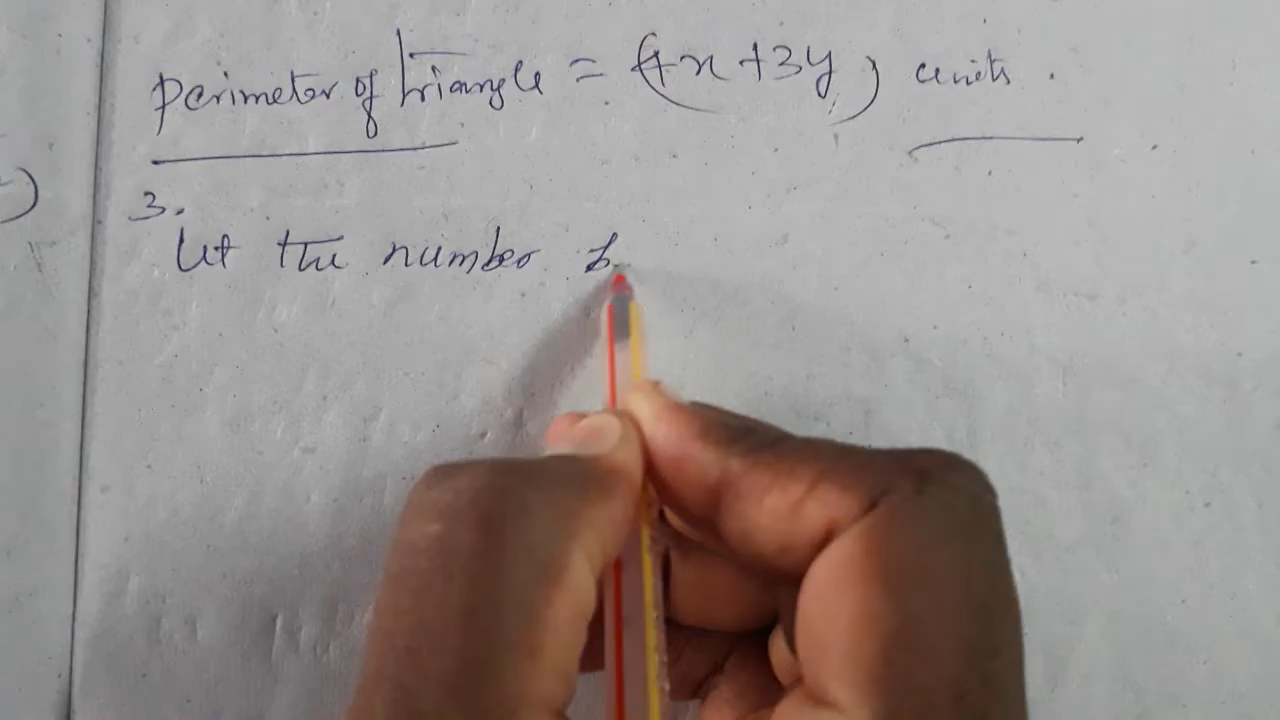 perimeter of triangle = (4x + 3y) units.
)
3.
Let the number b